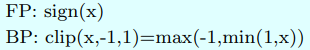 FP: sign(x)
BP: clip(x,-1,1)=max(-1,min(1,x))